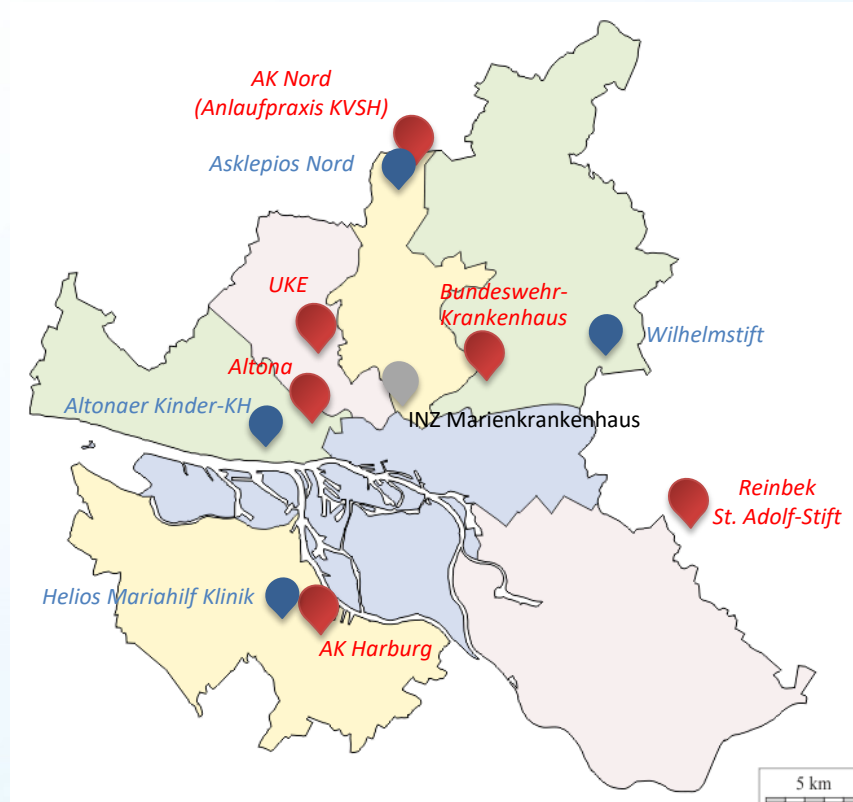 AK Nord
(Anlaufpraxis KVSH)
Asklepios Nord
UKE
Bundeswehr-
Krankenhaus
Wilhelmstift
Altona
Altonaer Kinder-KH
INZ Marienkrankenhaus
Reinbek
St. Adolf-Stift
Helios Mariahilf Klinik
AK Harburg
5 km